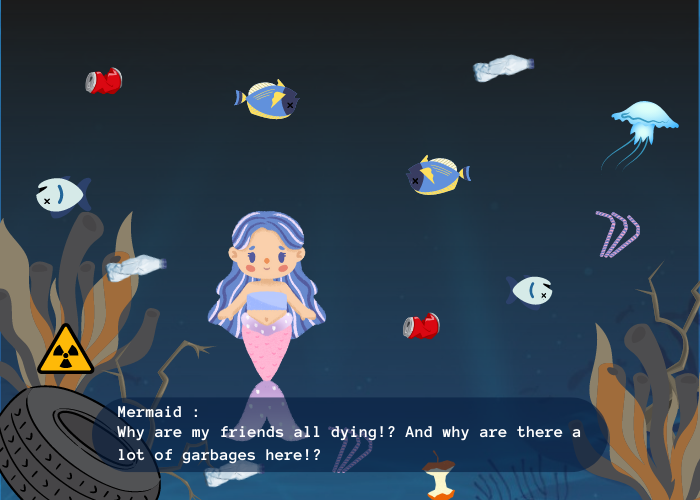 Mermaid :
Why are my friends all dying!? And why are there a
lot of garbages here!?